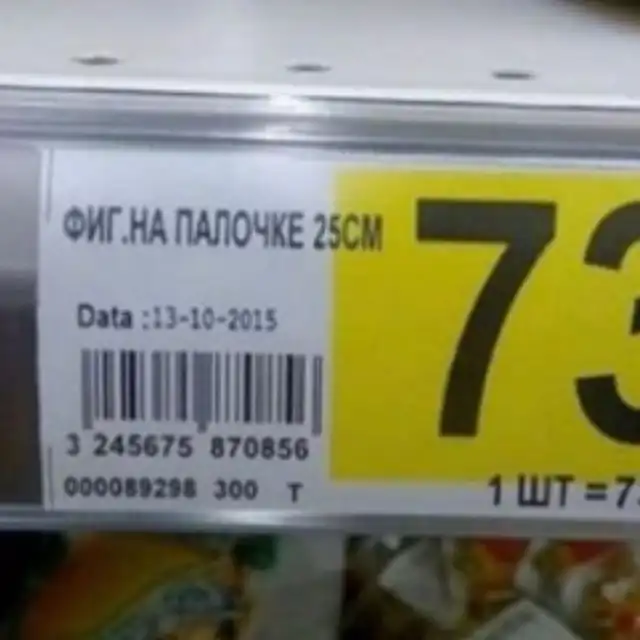 ФИГ.НА ПАЛОЧКЕ 25СМ
73
Data :13-10-2015
3 245675 870856
000089298 300 Т
1 ШТ =7